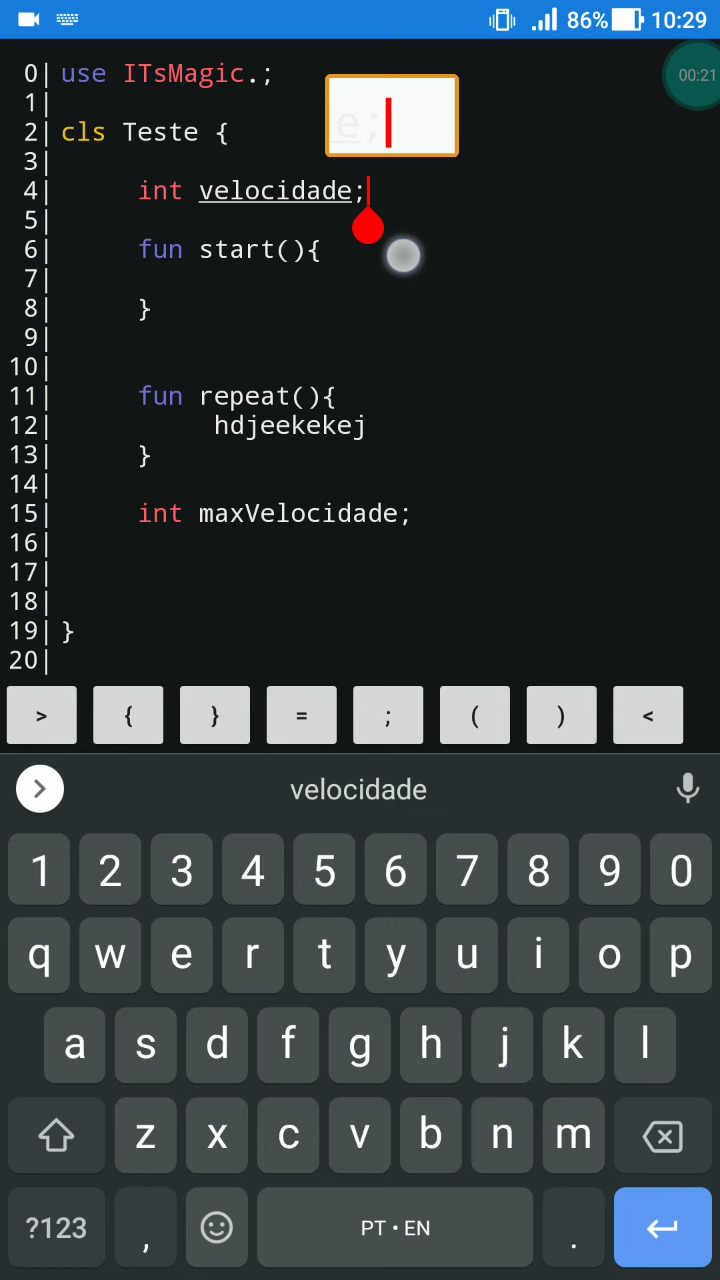 86% 10:29
00:21
0| use ITsMagic.;
1|
2| cls Teste {
3|
4| int velocidade;
5|
6| fun start(){
7|
8| }
9|
10|
11| fun repeat(){
12| hdjeekekej
13| }
14|
15| int maxVelocidade;
16|
17|
18|
19| }
20|
e;
> { } = ; ( ) <
velocidade
1 2 3 4 5 6 7 8 9 0
q w e r t y u i o p
a s d f g h j k l
z x c v b n m
?123 , PT • EN .